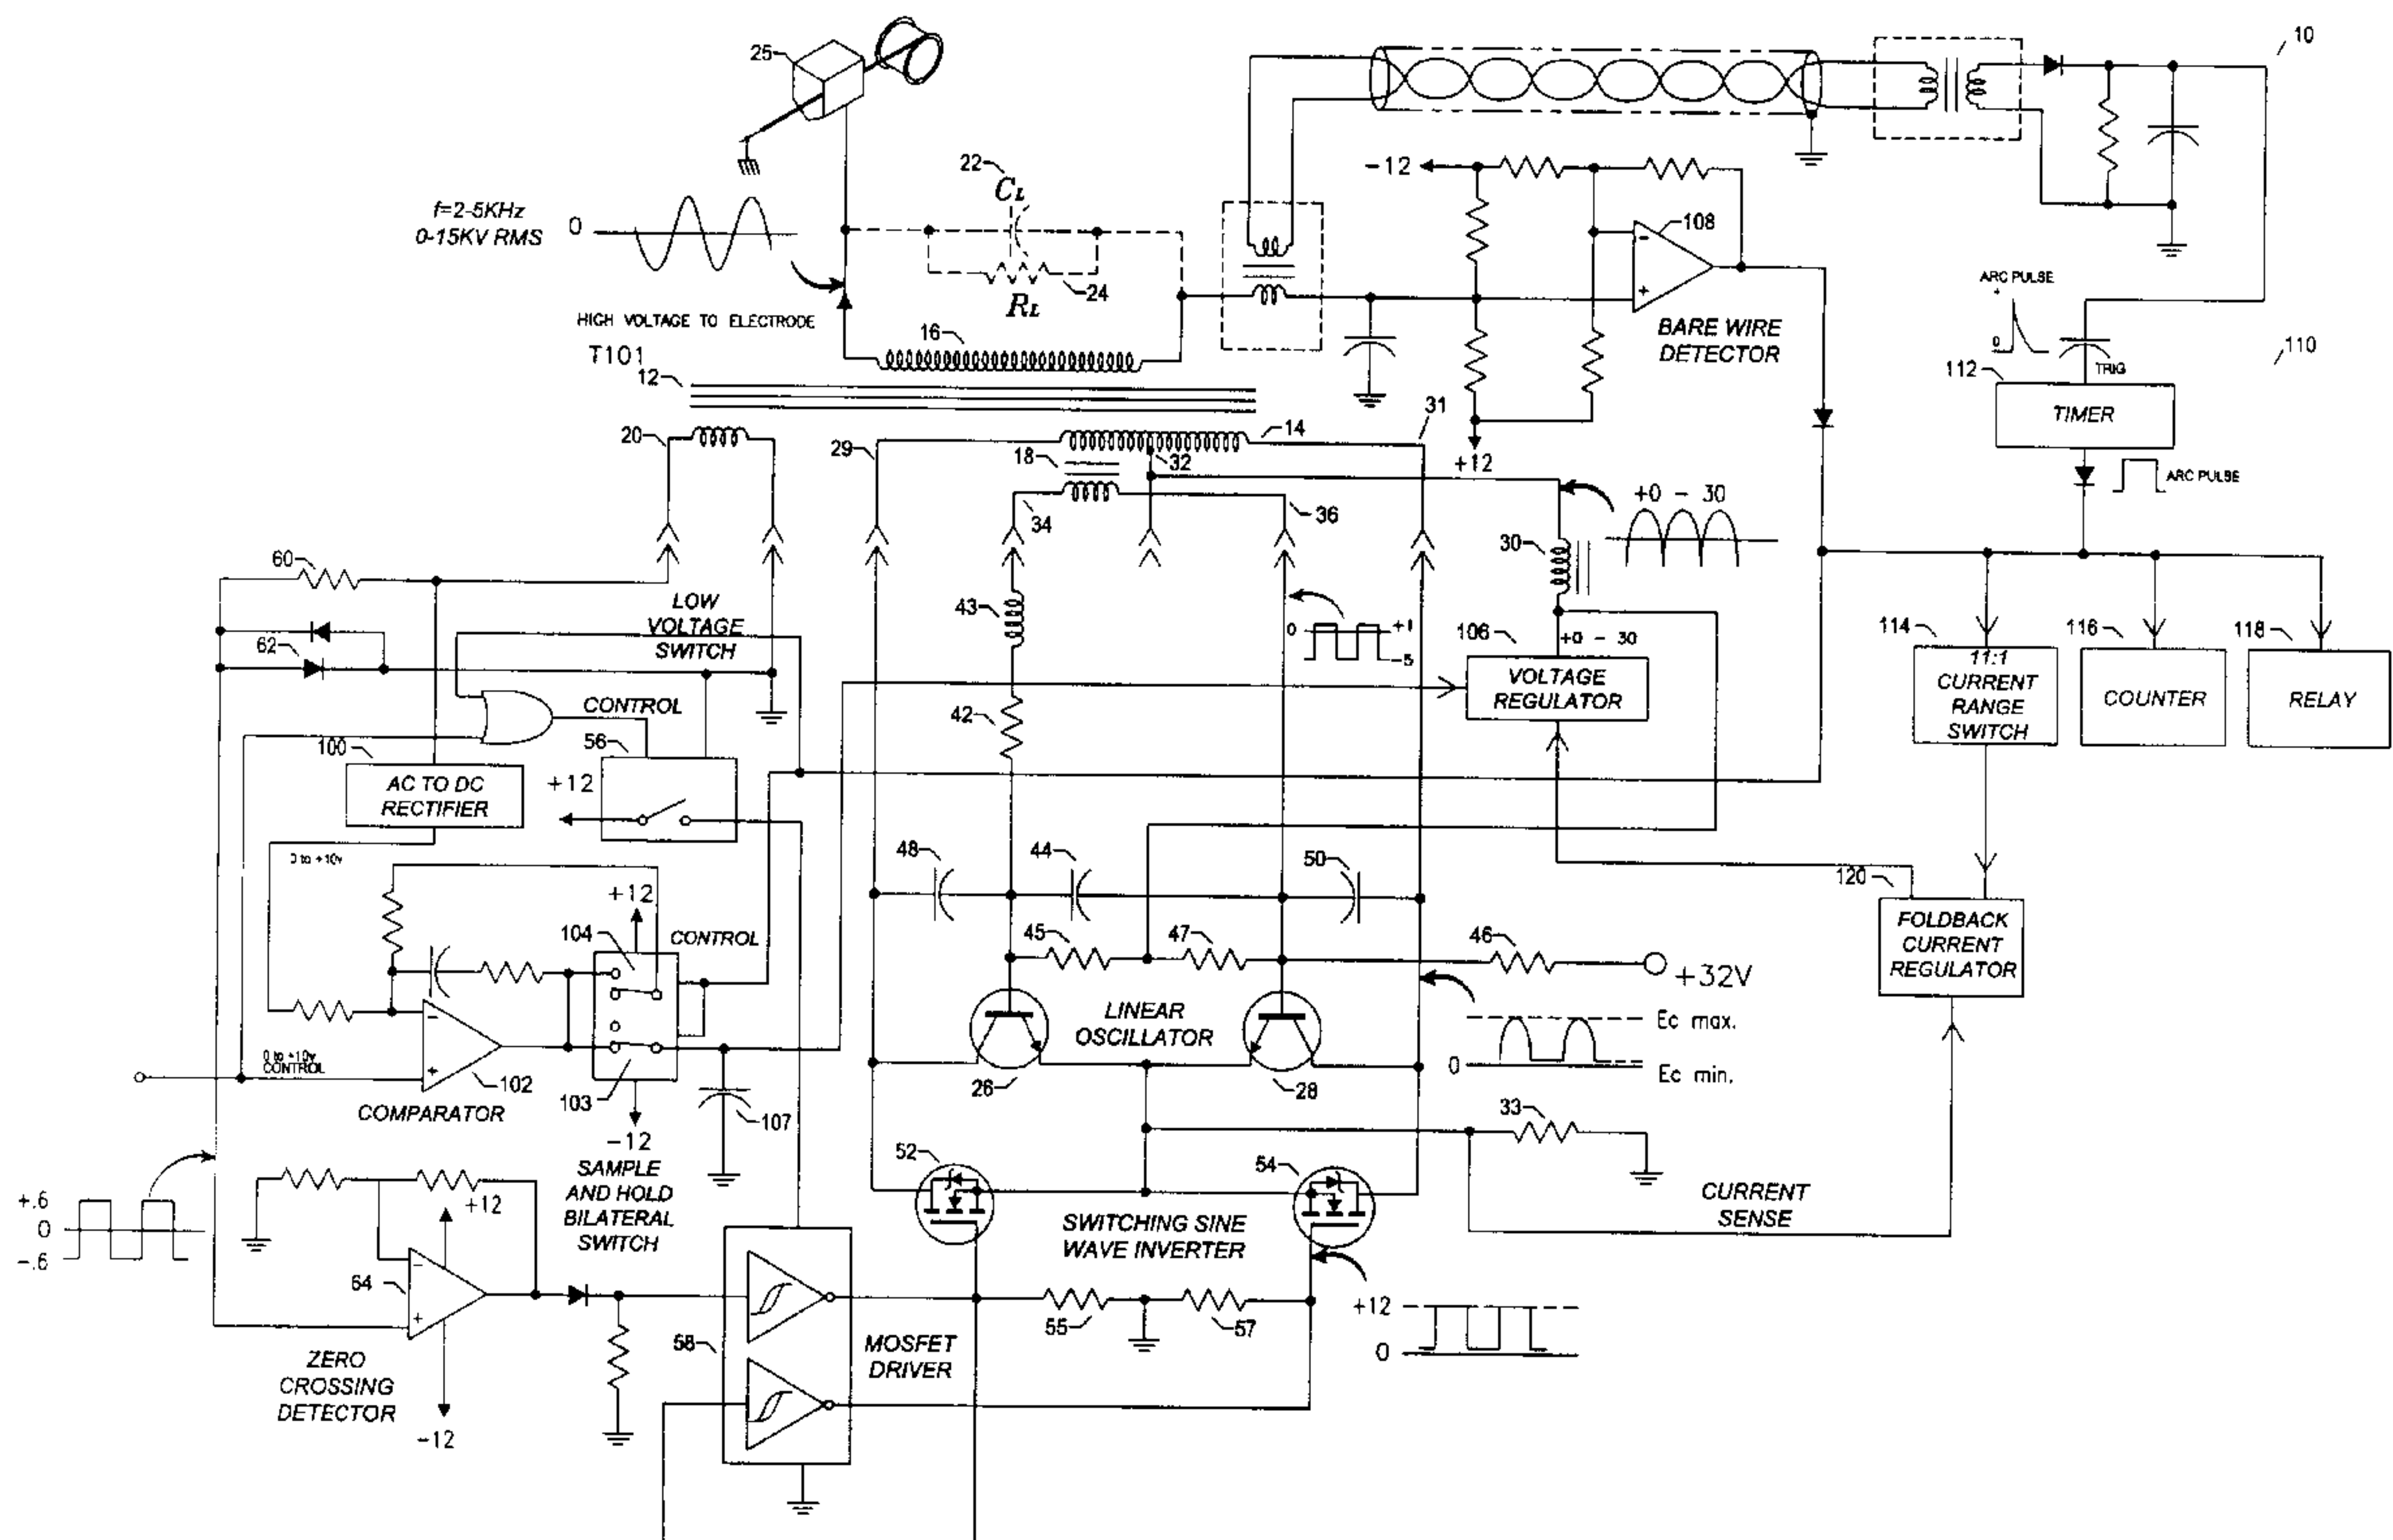 10
25
22
CL
f=2-5KHz
0-15KV RMS
0
-12
108
24
RL
ARC PULSE
+
0
HIGH VOLTAGE TO ELECTRODE
16
BARE WIRE
DETECTOR
T101
12
112
TRIG
110
TIMER
31
14
20
29
18
32
+12
ARC PULSE
34
36
+0 - 30
30
60
LOW
VOLTAGE
SWITCH
43
0
+1
-5
106
+0 - 30
VOLTAGE
REGULATOR
114
11:1
CURRENT
RANGE
SWITCH
116
COUNTER
118
RELAY
62
CONTROL
42
100
AC TO DC
RECTIFIER
56
+12
0 to +10v
48
44
50
120
FOLDBACK
CURRENT
REGULATOR
+12
104
CONTROL
45
47
46
+32V
LINEAR
OSCILLATOR
Ec max.
0
Ec min.
0 to +10v
CONTROL
102
103
COMPARATOR
26
28
107
33
-12
SAMPLE
AND HOLD
BILATERAL
SWITCH
52
54
CURRENT
SENSE
+.6
0
-.6
+12
SWITCHING SINE
WAVE INVERTER
64
58
55
57
+12
0
MOSFET
DRIVER
ZERO
CROSSING
DETECTOR
-12